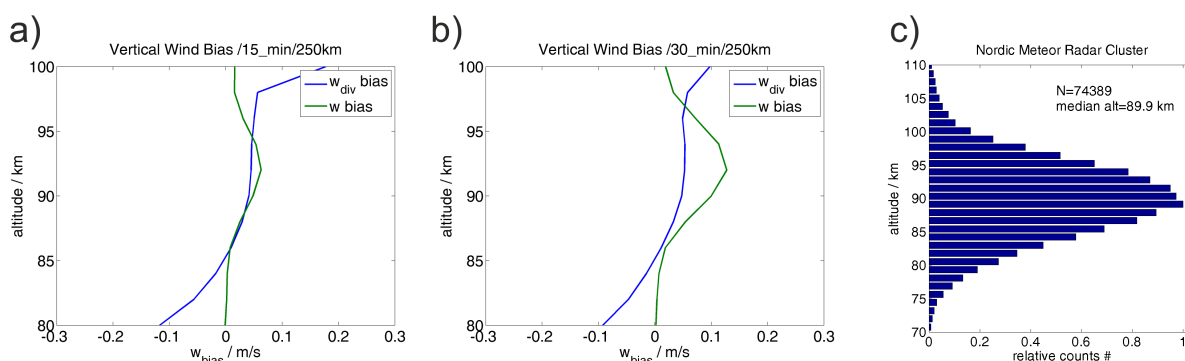 a)
Vertical Wind Bias /15_min/250km
100
95
90
85
80
altitude / km
w_div bias
w bias
-0.3 -0.2 -0.1 0 0.1 0.2 0.3
w_bias / m/s
b)
Vertical Wind Bias /30_min/250km
100
95
90
85
80
altitude / km
w_div bias
w bias
-0.3 -0.2 -0.1 0 0.1 0.2 0.3
w_bias / m/s
c)
Nordic Meteor Radar Cluster
110
105
100
95
90
85
80
75
70
altitude / km
N=74389
median alt=89.9 km
0 0.2 0.4 0.6 0.8 1
relative counts #